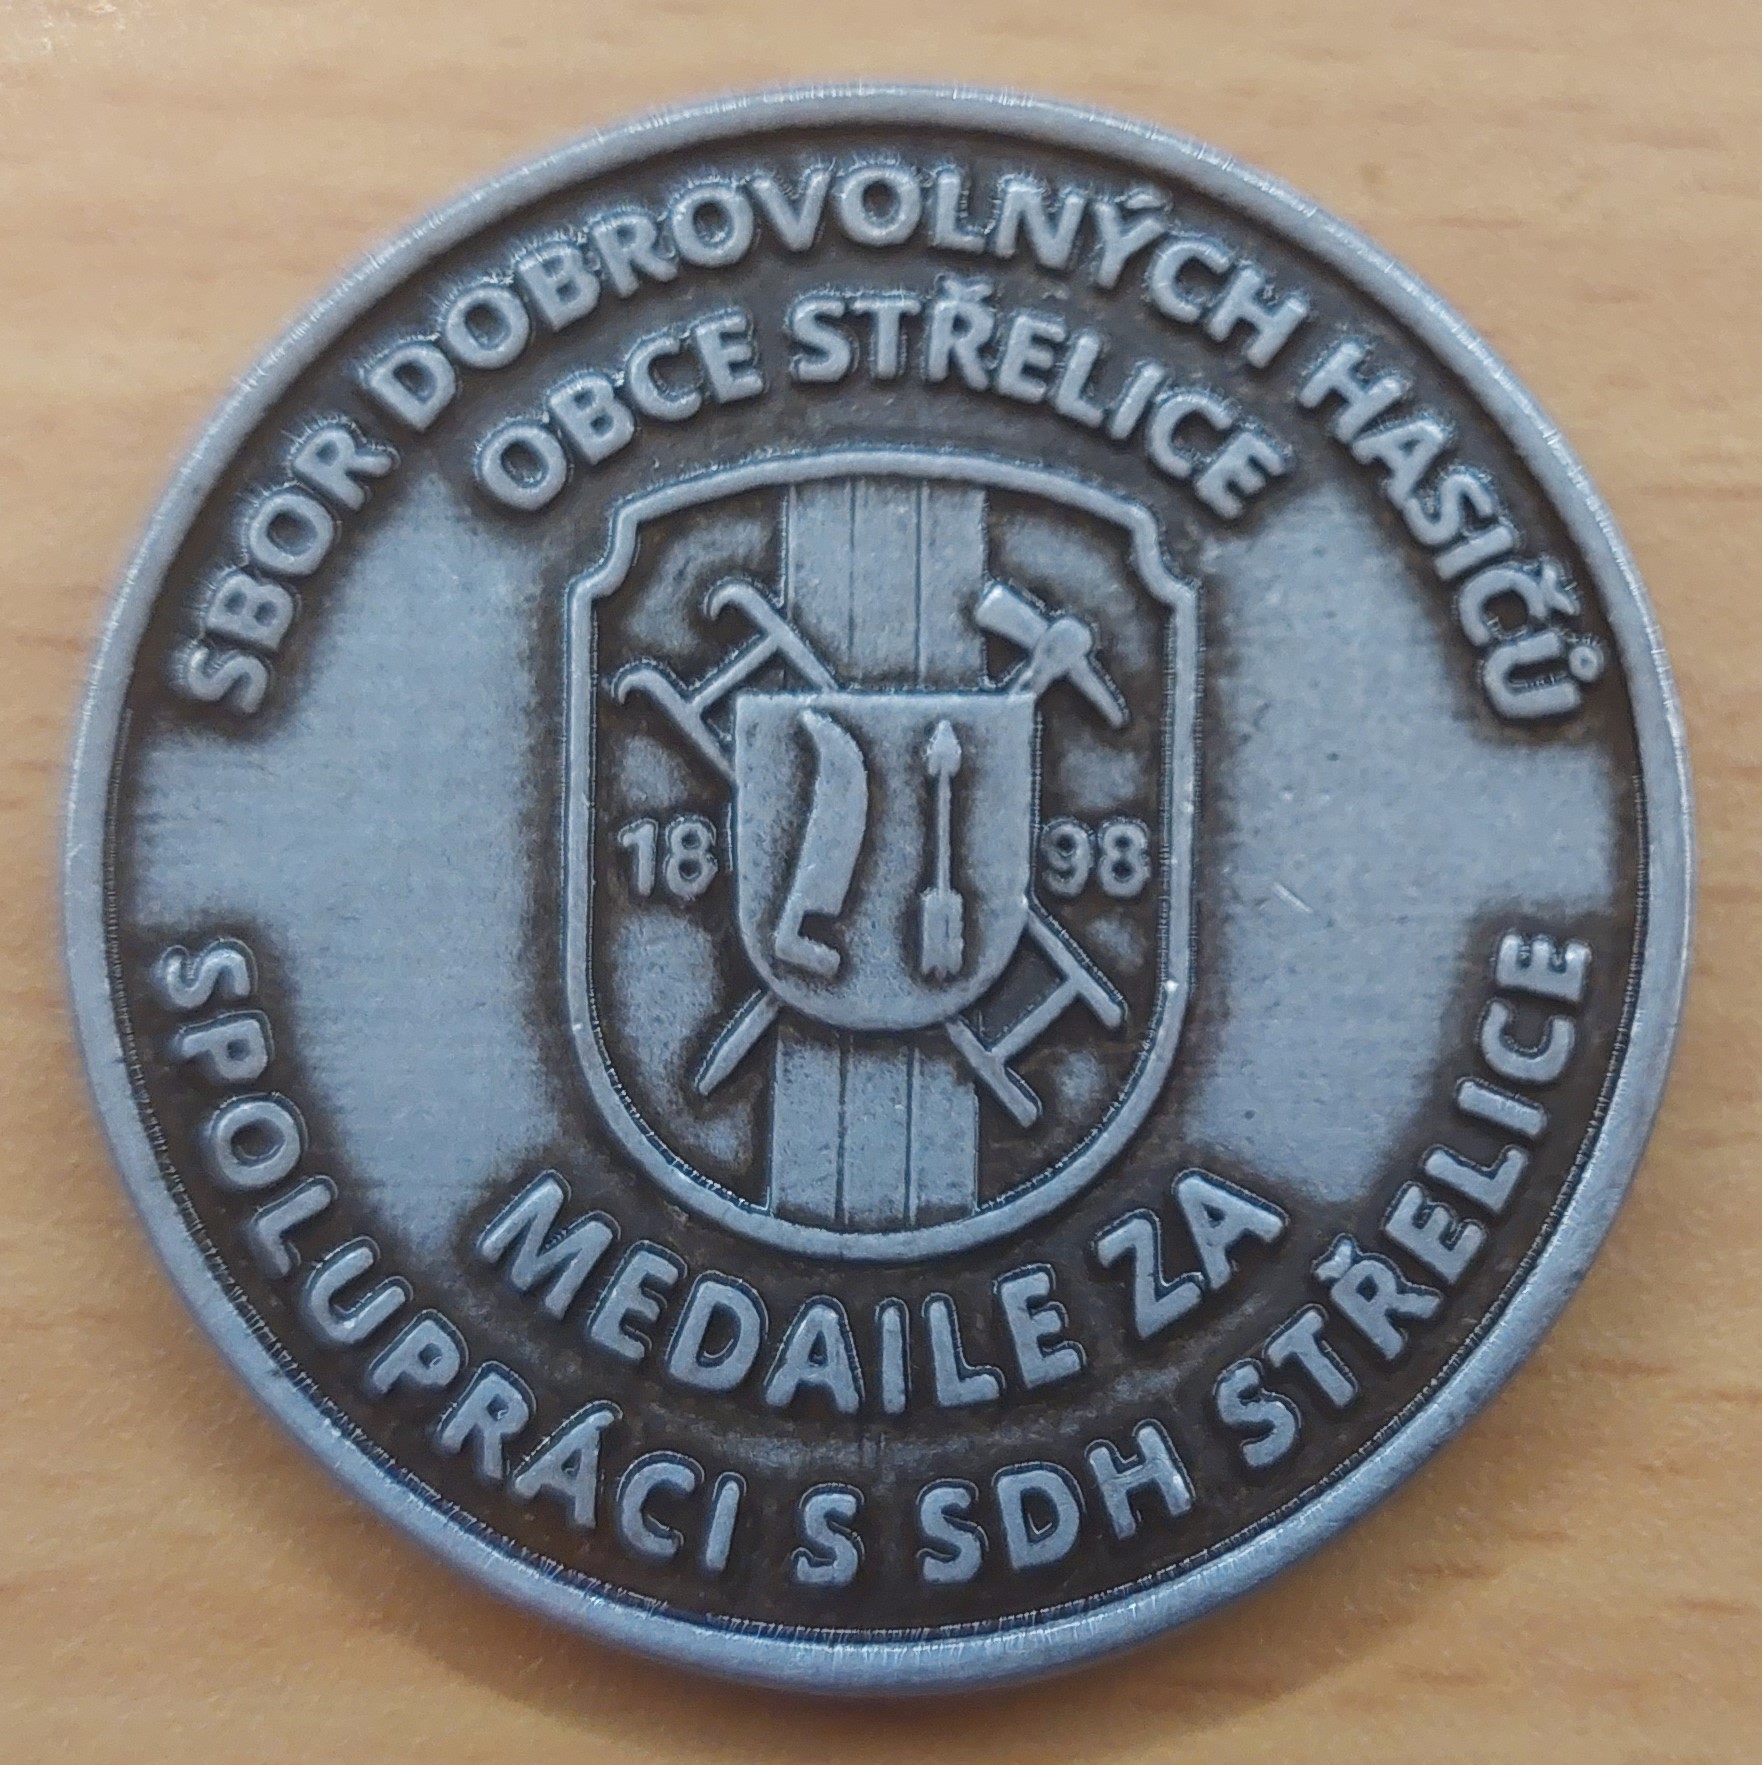 SBOR DOBROVOLNÝCH HASIČŮ
OBCE STŘELICE
18 98
MEDAILE ZA
SPOLUPRÁCI S SDH STŘELICE